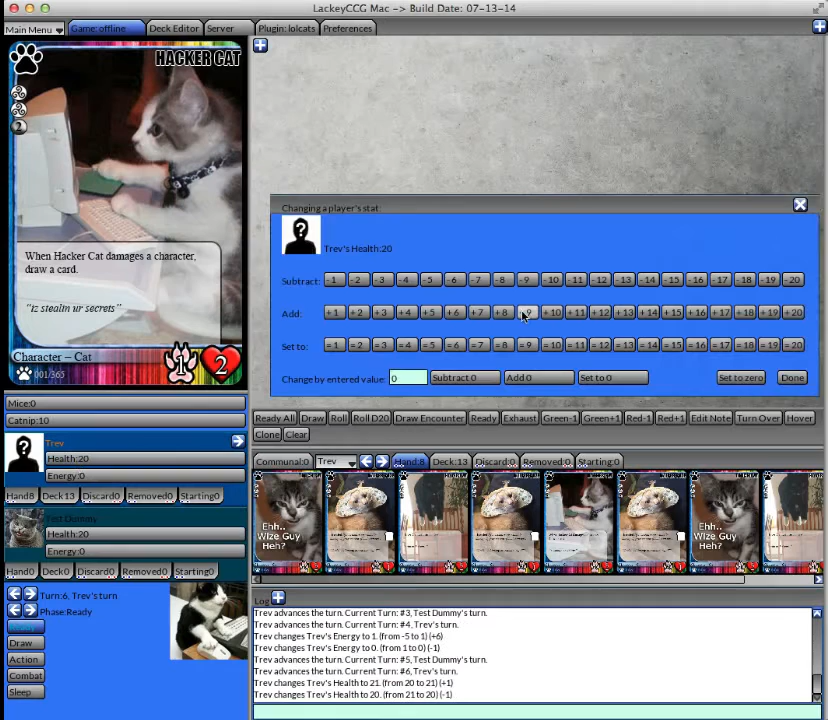 LackeyCCG Mac -> Build Date: 07-13-14
Main Menu
Game: offline
Deck Editor
Server
Plugin: lolcats
Preferences
HACKER CAT
2
When Hacker Cat damages a character,
draw a card.
"iz stealin ur secrets"
Character – Cat
1
2
001/365
Changing a player's stat:
Trev's Health:20
Subtract: -1 -2 -3 -4 -5 -6 -7 -8 -9 -10 -11 -12 -13 -14 -15 -16 -17 -18 -19 -20
Add: +1 +2 +3 +4 +5 +6 +7 +8 +9 +10 +11 +12 +13 +14 +15 +16 +17 +18 +19 +20
Set to: =1 =2 =3 =4 =5 =6 =7 =8 =9 =10 =11 =12 =13 =14 =15 =16 =17 =18 =19 =20
Change by entered value: 0 Subtract 0 Add 0 Set to 0 Set to zero Done
Mice:0
Catnip:10
Trev
Health:20
Energy:0
Hand8 Deck13 Discard0 Removed0 Starting0
Test Dummy
Health:20
Energy:0
Hand0 Deck0 Discard0 Removed0 Starting0
Turn:6, Trev's turn
Phase:Ready
Ready
Draw
Action
Combat
Sleep
Ready All Draw Roll Roll D20 Draw Encounter Ready Exhaust Green-1 Green+1 Red-1 Red+1 Edit Note Turn Over Hover
Clone Clear
Communal:0 Trev Hand:8 Deck:13 Discard:0 Removed:0 Starting:0
Ehh..
Wize Guy
Heh?
Ehh..
Wize Guy
Heh?
Log
Trev advances the turn. Current Turn: #3, Test Dummy's turn.
Trev advances the turn. Current Turn: #4, Trev's turn.
Trev changes Trev's Energy to 1. (from -5 to 1) (+6)
Trev changes Trev's Energy to 0. (from 1 to 0) (-1)
Trev advances the turn. Current Turn: #5, Test Dummy's turn.
Trev advances the turn. Current Turn: #6, Trev's turn.
Trev changes Trev's Health to 21. (from 20 to 21) (+1)
Trev changes Trev's Health to 20. (from 21 to 20) (-1)